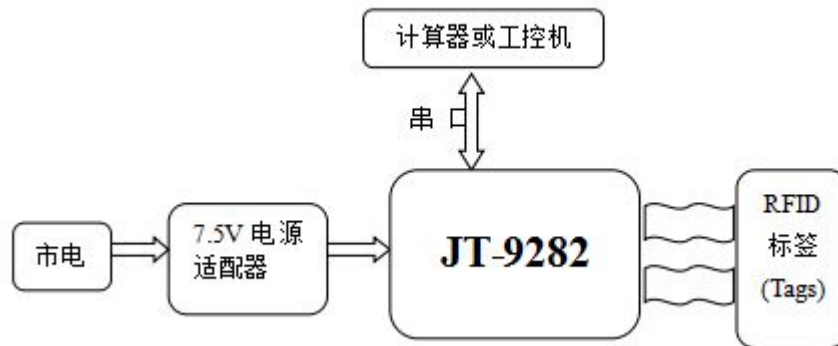 计算器或工控机
串 口
市电
7.5V 电源
适配器
JT-9282
RFID
标签
(Tags)